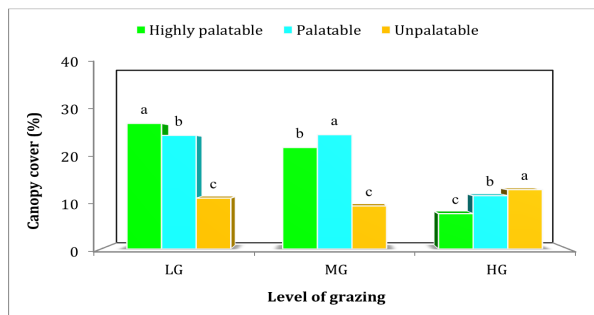 Highly palatable Palatable Unpalatable
40
30
20
10
0
Canopy cover (%)
a b c
b a c
c b a
LG MG HG
Level of grazing